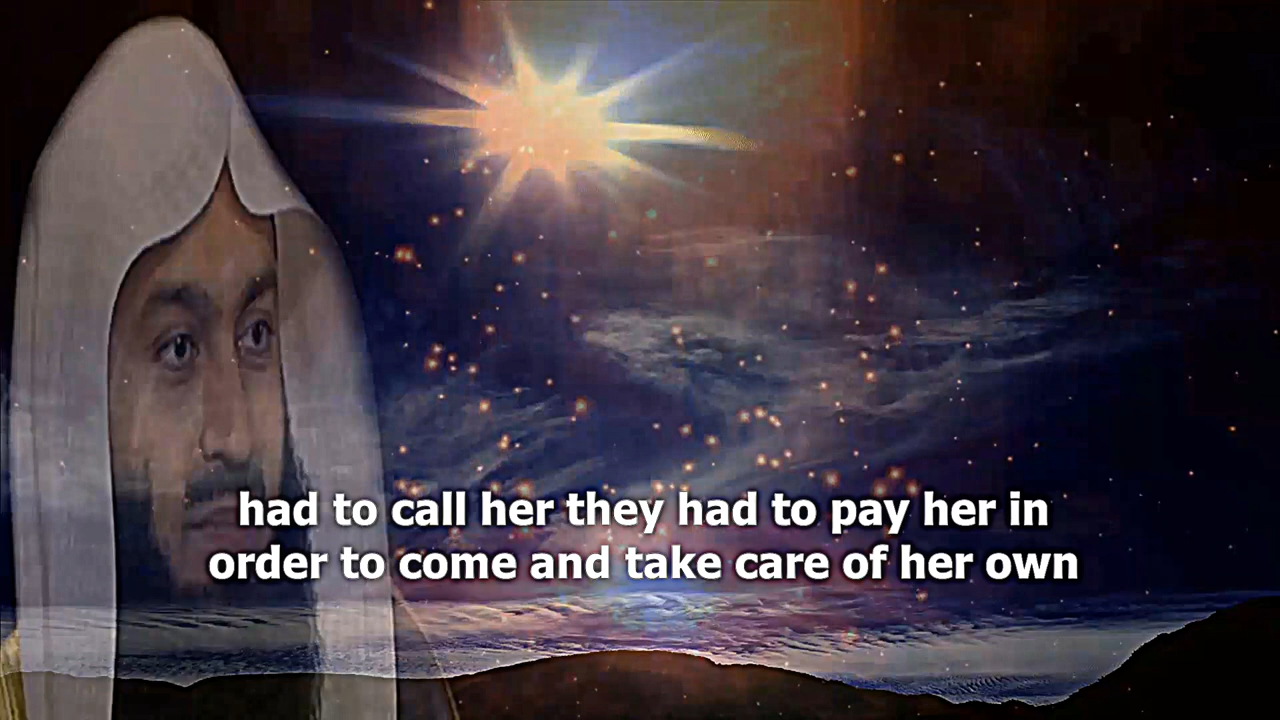 had to call her they had to pay her in
order to come and take care of her own